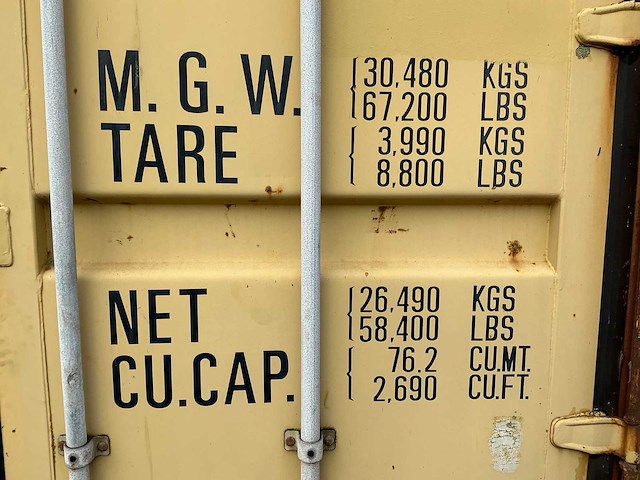 M. G. W. 30,480 KGS
67,200 LBS
TARE 3,990 KGS
8,800 LBS
NET 26,490 KGS
58,400 LBS
CU.CAP. 76.2 CU.MT.
2,690 CU.FT.